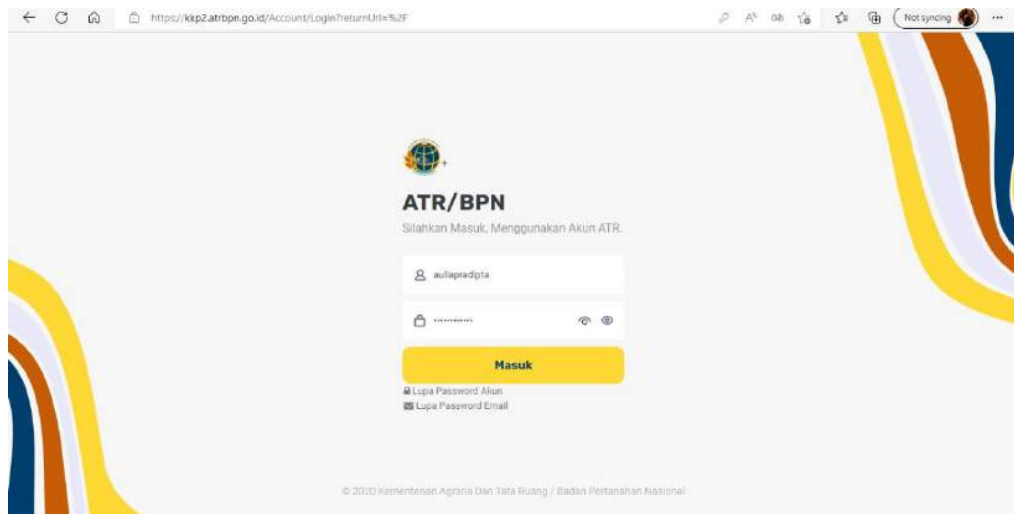 https://kkp2.atrbpn.go.id/Account/Login?returnUrl=%2F
Not syncing
ATR/BPN
Silahkan Masuk, Menggunakan Akun ATR.
auliapradipta
Masuk
Lupa Password Akun
Lupa Password Email
© 2020 Kementerian Agraria Dan Tata Ruang / Badan Pertanahan Nasional